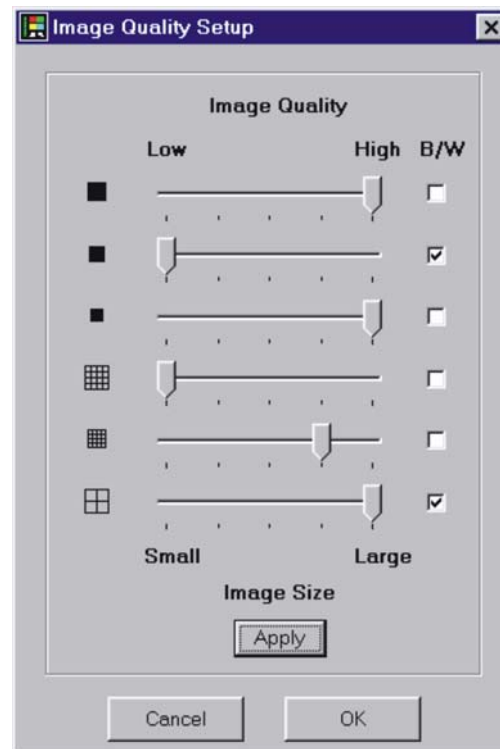 Image Quality Setup
Image Quality
Low High B/W
Small Large
Image Size
Apply
Cancel OK